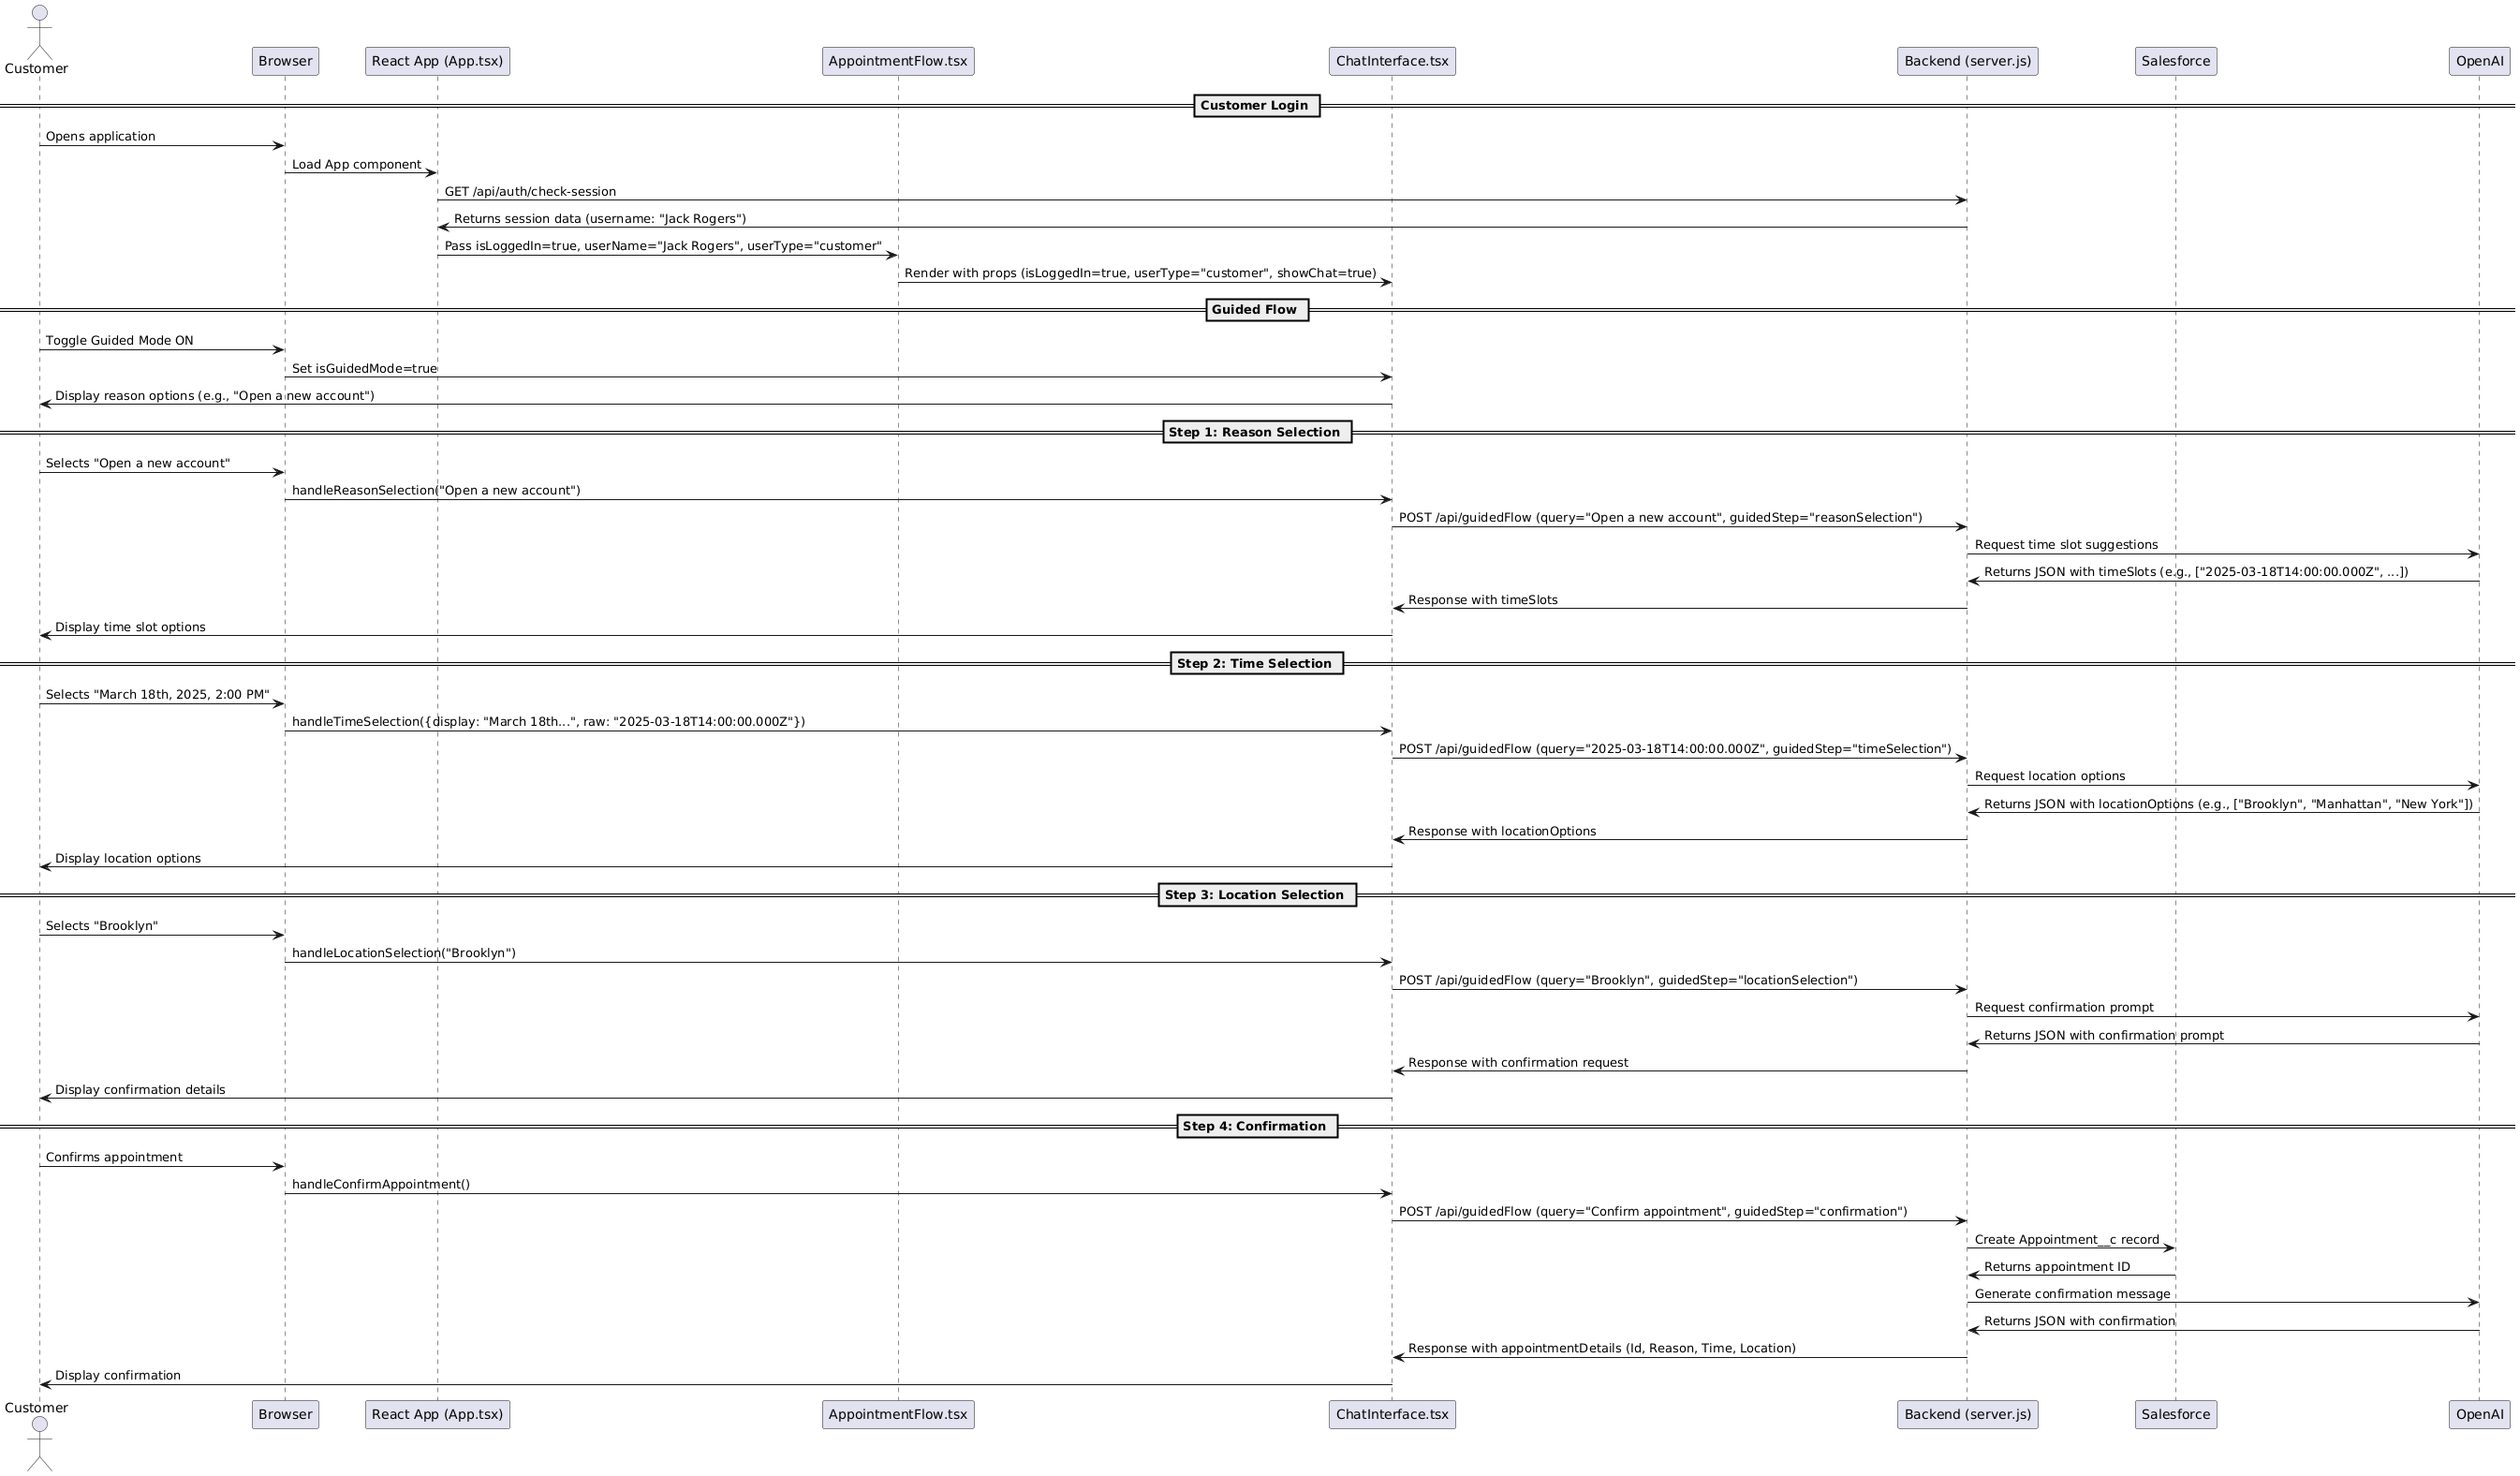 Customer
Browser
React App (App.tsx)
AppointmentFlow.tsx
ChatInterface.tsx
Backend (server.js)
Salesforce
OpenAI
Customer Login
Opens application
Load App component
GET /api/auth/check-session
Returns session data (username: "Jack Rogers")
Pass isLoggedIn=true, userName="Jack Rogers", userType="customer"
Render with props (isLoggedIn=true, userType="customer", showChat=true)
Guided Flow
Toggle Guided Mode ON
Set isGuidedMode=true
Display reason options (e.g., "Open a new account")
Step 1: Reason Selection
Selects "Open a new account"
handleReasonSelection("Open a new account")
POST /api/guidedFlow (query="Open a new account", guidedStep="reasonSelection")
Request time slot suggestions
Returns JSON with timeSlots (e.g., ["2025-03-18T14:00:00.000Z", ...])
Response with timeSlots
Display time slot options
Step 2: Time Selection
Selects "March 18th, 2025, 2:00 PM"
handleTimeSelection({display: "March 18th...", raw: "2025-03-18T14:00:00.000Z"})
POST /api/guidedFlow (query="2025-03-18T14:00:00.000Z", guidedStep="timeSelection")
Request location options
Returns JSON with locationOptions (e.g., ["Brooklyn", "Manhattan", "New York"])
Response with locationOptions
Display location options
Step 3: Location Selection
Selects "Brooklyn"
handleLocationSelection("Brooklyn")
POST /api/guidedFlow (query="Brooklyn", guidedStep="locationSelection")
Request confirmation prompt
Returns JSON with confirmation prompt
Response with confirmation request
Display confirmation details
Step 4: Confirmation
Confirms appointment
handleConfirmAppointment()
POST /api/guidedFlow (query="Confirm appointment", guidedStep="confirmation")
Create Appointment__c record
Returns appointment ID
Generate confirmation message
Returns JSON with confirmation
Response with appointmentDetails (Id, Reason, Time, Location)
Display confirmation
Customer
Browser
React App (App.tsx)
AppointmentFlow.tsx
ChatInterface.tsx
Backend (server.js)
Salesforce
OpenAI